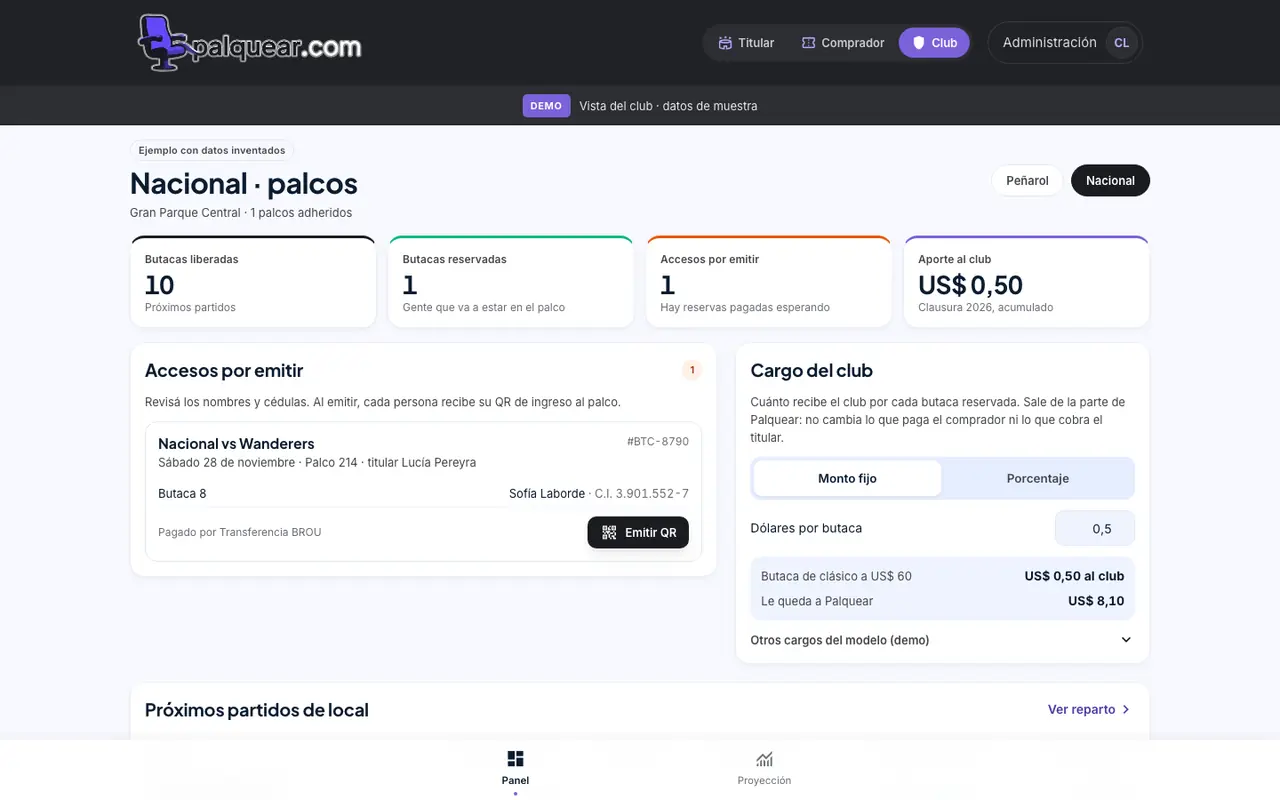 palquear.com
Titular
Comprador
Club
Administración CL
DEMO Vista del club · datos de muestra
Ejemplo con datos inventados
Nacional · palcos
Gran Parque Central · 1 palcos adheridos
Peñarol
Nacional
Butacas liberadas
10
Próximos partidos
Butacas reservadas
1
Gente que va a estar en el palco
Accesos por emitir
1
Hay reservas pagadas esperando
Aporte al club
US$ 0,50
Clausura 2026, acumulado
Accesos por emitir
1
Revisá los nombres y cédulas. Al emitir, cada persona recibe su QR de ingreso al palco.
Nacional vs Wanderers
#BTC-8790
Sábado 28 de noviembre · Palco 214 · titular Lucía Pereyra
Butaca 8
Sofía Laborde · C.I. 3.901.552-7
Pagado por Transferencia BROU
Emitir QR
Cargo del club
Cuánto recibe el club por cada butaca reservada. Sale de la parte de
Palquear: no cambia lo que paga el comprador ni lo que cobra el
titular.
Monto fijo
Porcentaje
Dólares por butaca
0,5
Butaca de clásico a US$ 60
US$ 0,50 al club
Le queda a Palquear
US$ 8,10
Otros cargos del modelo (demo)
Próximos partidos de local
Ver reparto
Panel
Proyección